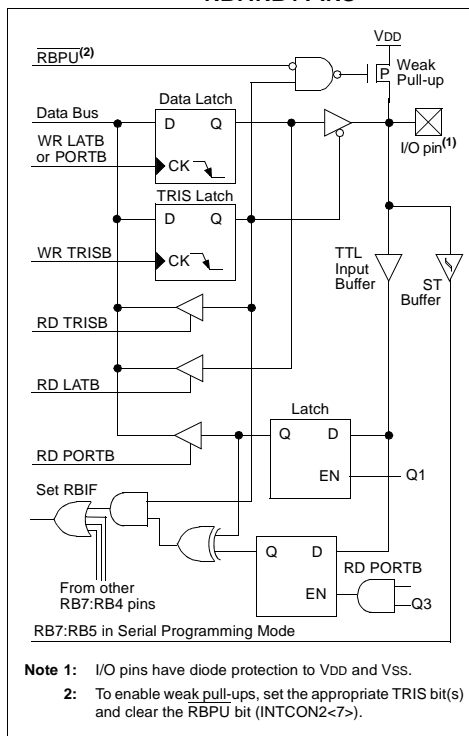 RBPU(2)
VDD
P
Weak
Pull-up
Data Bus
Data Latch
D Q
WR LATB
or PORTB
CK
I/O pin(1)
TRIS Latch
D Q
WR TRISB
CK
TTL
Input
Buffer
ST
Buffer
RD TRISB
RD LATB
Latch
Q D
RD PORTB
EN
Q1
Set RBIF
Q D
RD PORTB
From other
RB7:RB4 pins
EN
Q3
RB7:RB5 in Serial Programming Mode
Note 1: I/O pins have diode protection to VDD and VSS.
2: To enable weak pull-ups, set the appropriate TRIS bit(s)
and clear the RBPU bit (INTCON2<7>).